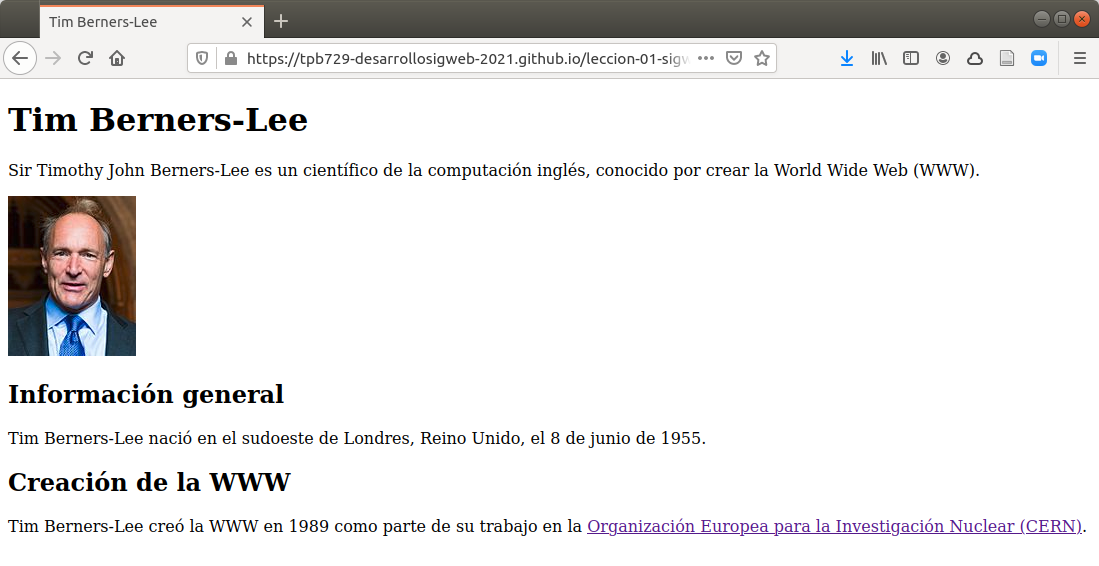 Tim Berners-Lee
https://tpb729-desarrollosigweb-2021.github.io/leccion-01-sigw
Tim Berners-Lee
Sir Timothy John Berners-Lee es un científico de la computación inglés, conocido por crear la World Wide Web (WWW).
Información general
Tim Berners-Lee nació en el sudoeste de Londres, Reino Unido, el 8 de junio de 1955.
Creación de la WWW
Tim Berners-Lee creó la WWW en 1989 como parte de su trabajo en la Organización Europea para la Investigación Nuclear (CERN).